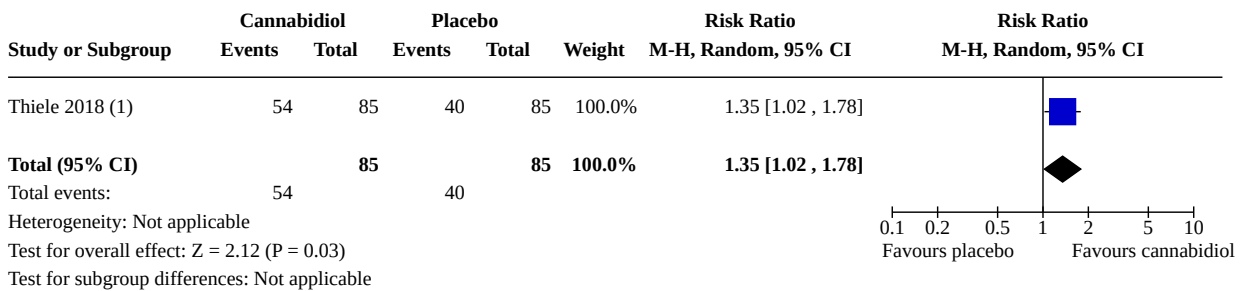 Cannabidiol Placebo Risk Ratio Risk Ratio
Study or Subgroup Events Total Events Total Weight M-H, Random, 95% CI M-H, Random, 95% CI
Thiele 2018 (1) 54 85 40 85 100.0% 1.35 [1.02 , 1.78]
Total (95% CI) 85 85 100.0% 1.35 [1.02 , 1.78]
Total events: 54 40
Heterogeneity: Not applicable
0.1 0.2 0.5 1 2 5 10
Test for overall effect: Z = 2.12 (P = 0.03) Favours placebo Favours cannabidiol
Test for subgroup differences: Not applicable